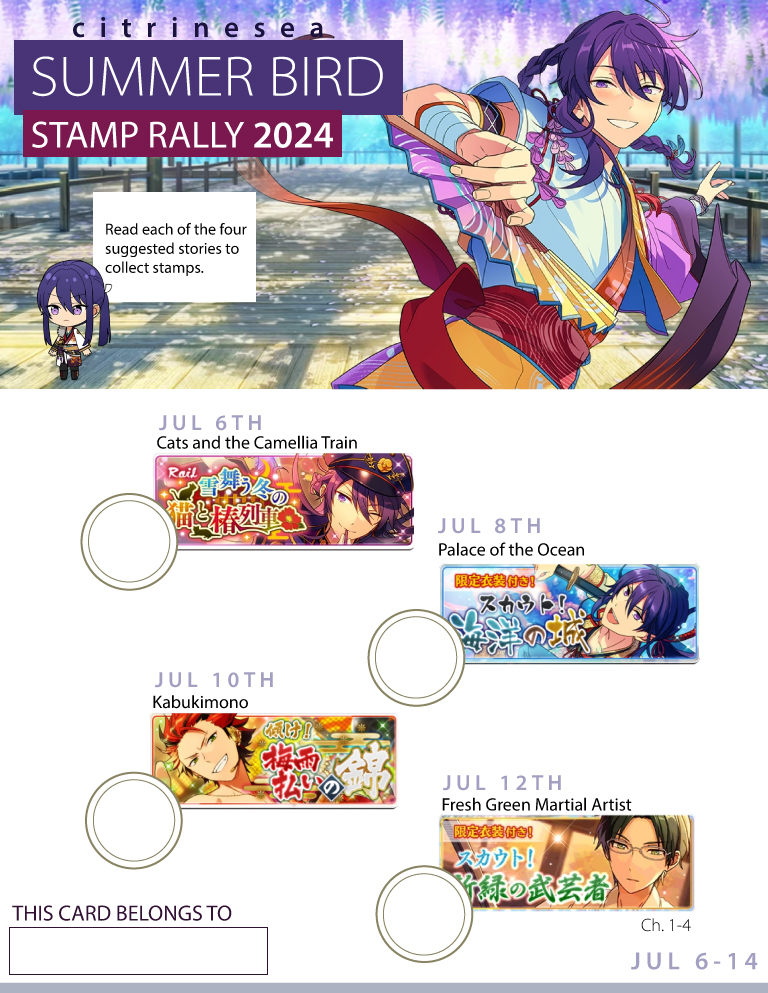 citrinesea
SUMMER BIRD
STAMP RALLY 2024
Read each of the four
suggested stories to
collect stamps.
JUL 6TH
Cats and the Camellia Train
Rail
雪舞う冬の
猫と椿列車
JUL 8TH
Palace of the Ocean
限定衣装付き!
スカウト!
海洋の城
JUL 10TH
Kabukimono
傾け!
梅雨
払いの錦
JUL 12TH
Fresh Green Martial Artist
限定衣装付き!
スカウト!
新緑の武芸者
Ch. 1-4
THIS CARD BELONGS TO
JUL 6-14